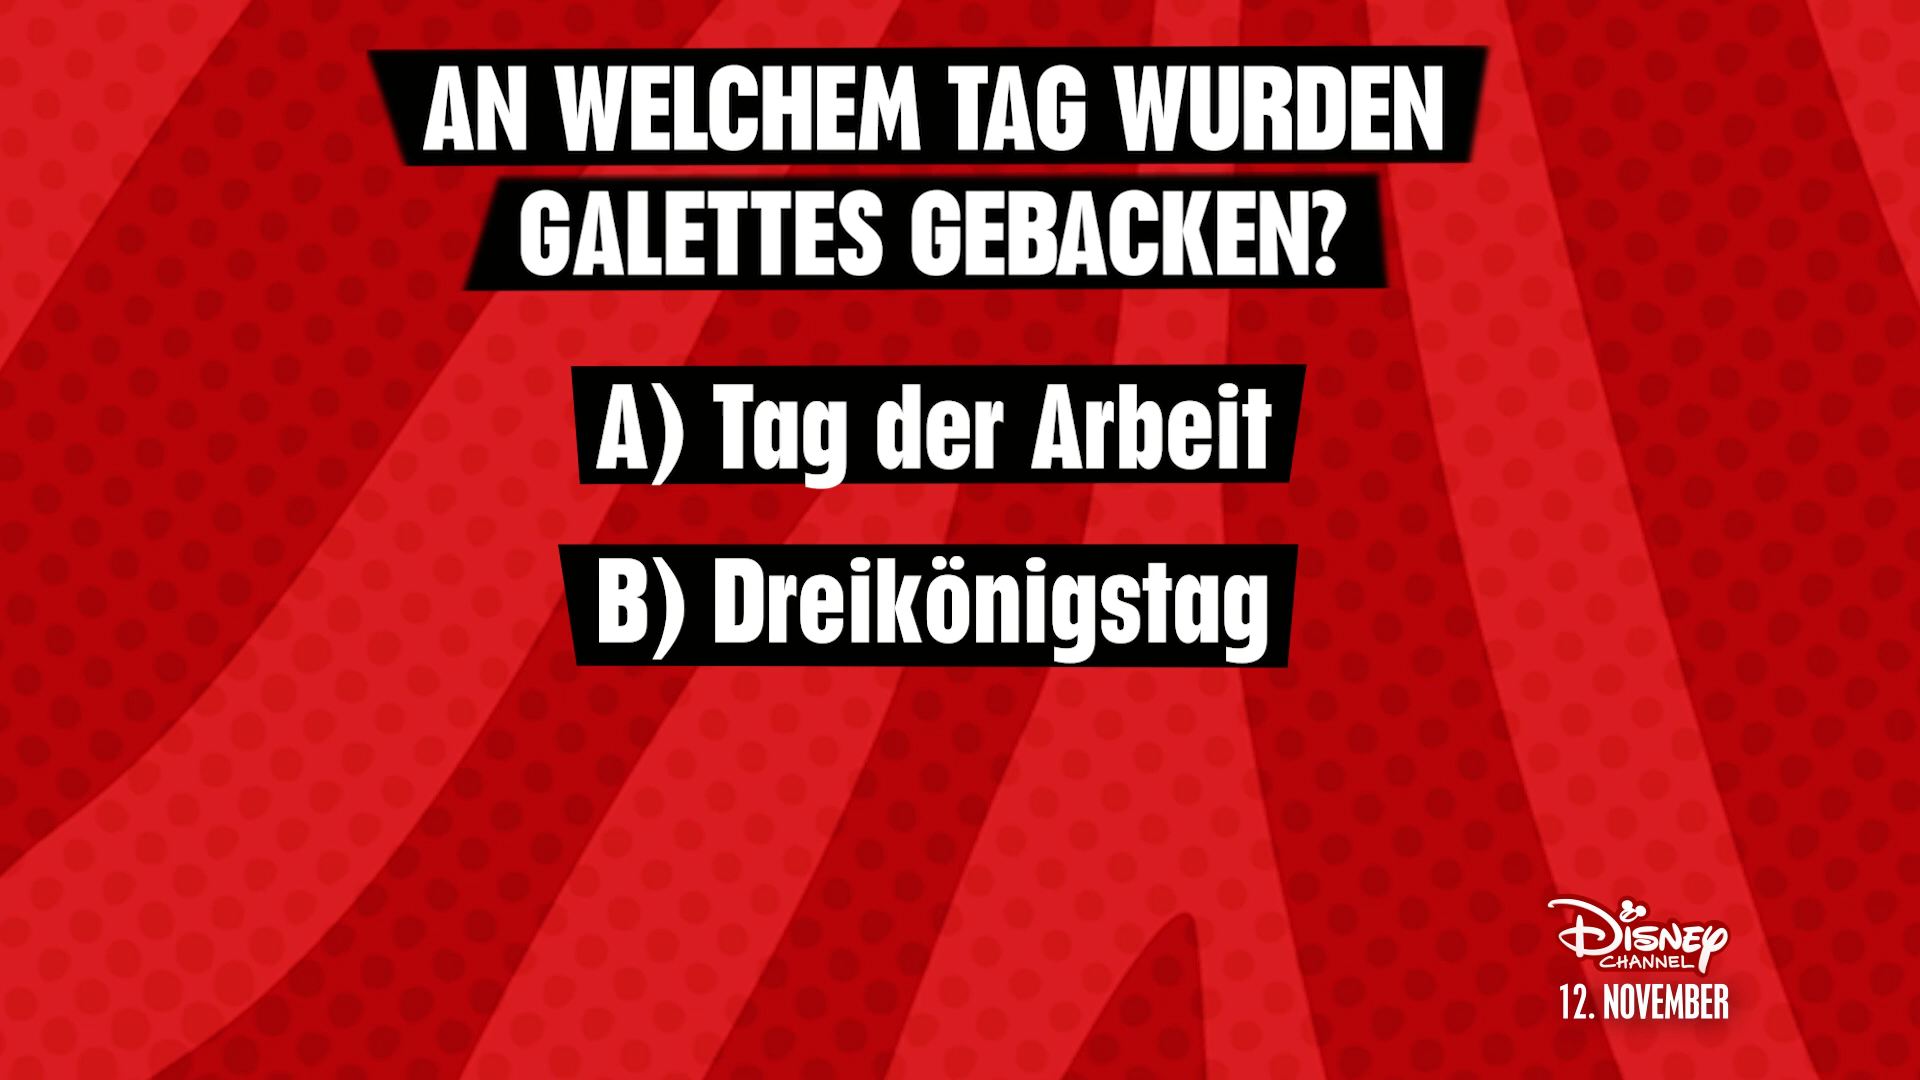 AN WELCHEM TAG WURDEN
GALETTES GEBACKEN?
A) Tag der Arbeit
B) Dreikönigstag
DISNEY
CHANNEL
12. NOVEMBER